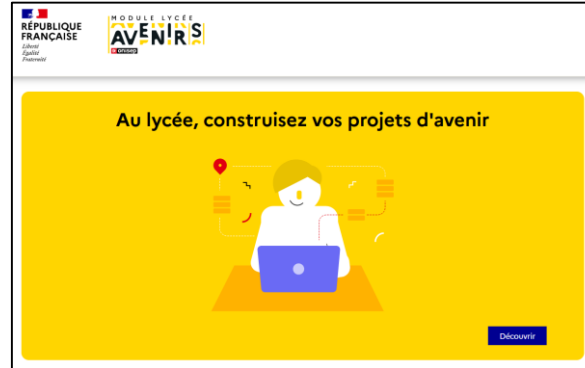 RÉPUBLIQUE
FRANÇAISE
Liberté
Égalité
Fraternité
MODULE LYCÉE
AVENIRS
onisep
Au lycée, construisez vos projets d'avenir
Découvrir